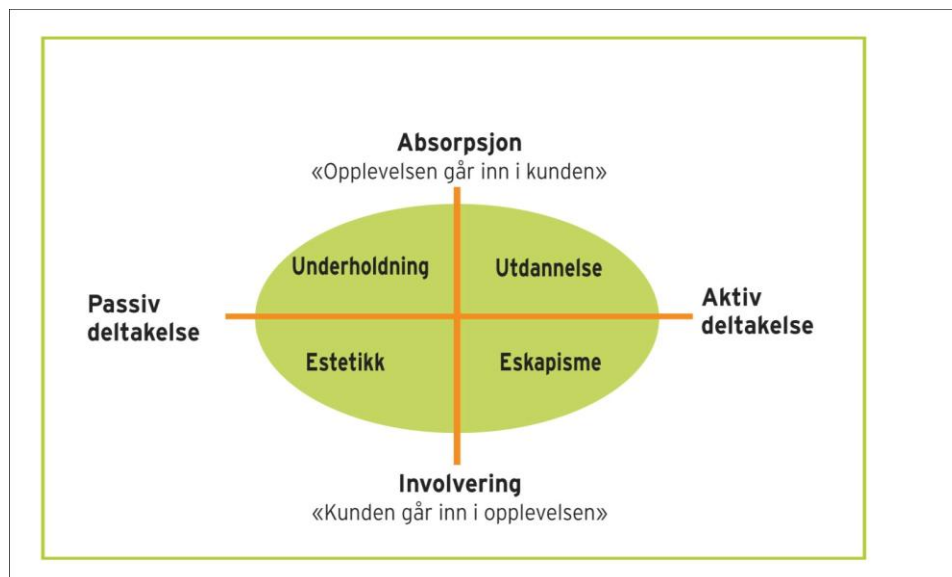 Absorpsjon
«Opplevelsen går inn i kunden»
Underholdning
Utdannelse
Passiv
deltakelse
Aktiv
deltakelse
Estetikk
Eskapisme
Involvering
«Kunden går inn i opplevelsen»